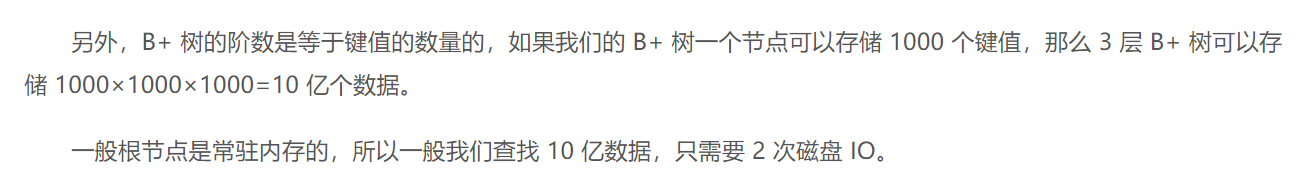 另外，B+ 树的阶数是等于键值的数量的，如果我们的 B+ 树一个节点可以存储 1000 个键值，那么 3 层 B+ 树可以存
储 1000×1000×1000=10 亿个数据。
一般根节点是常驻内存的，所以一般我们查找 10 亿数据，只需要 2 次磁盘 IO。